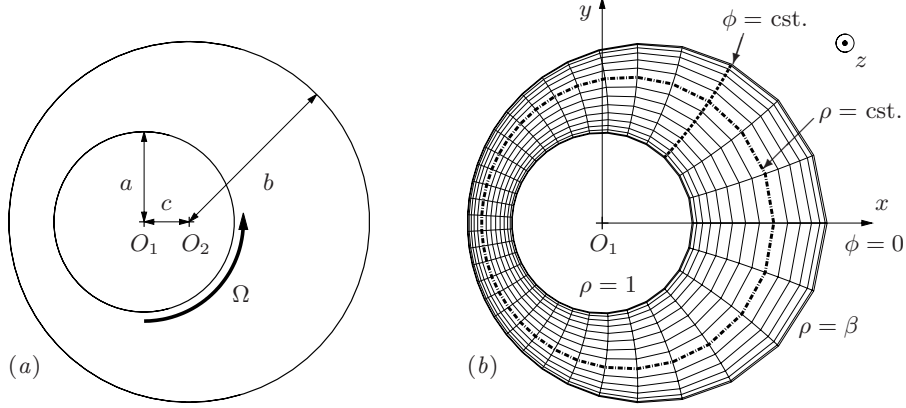 a
c
b
O₁ O₂
Ω
(a)
y
ϕ = cst.
z
ρ = cst.
x
O₁
ϕ = 0
ρ = 1
ρ = β
(b)